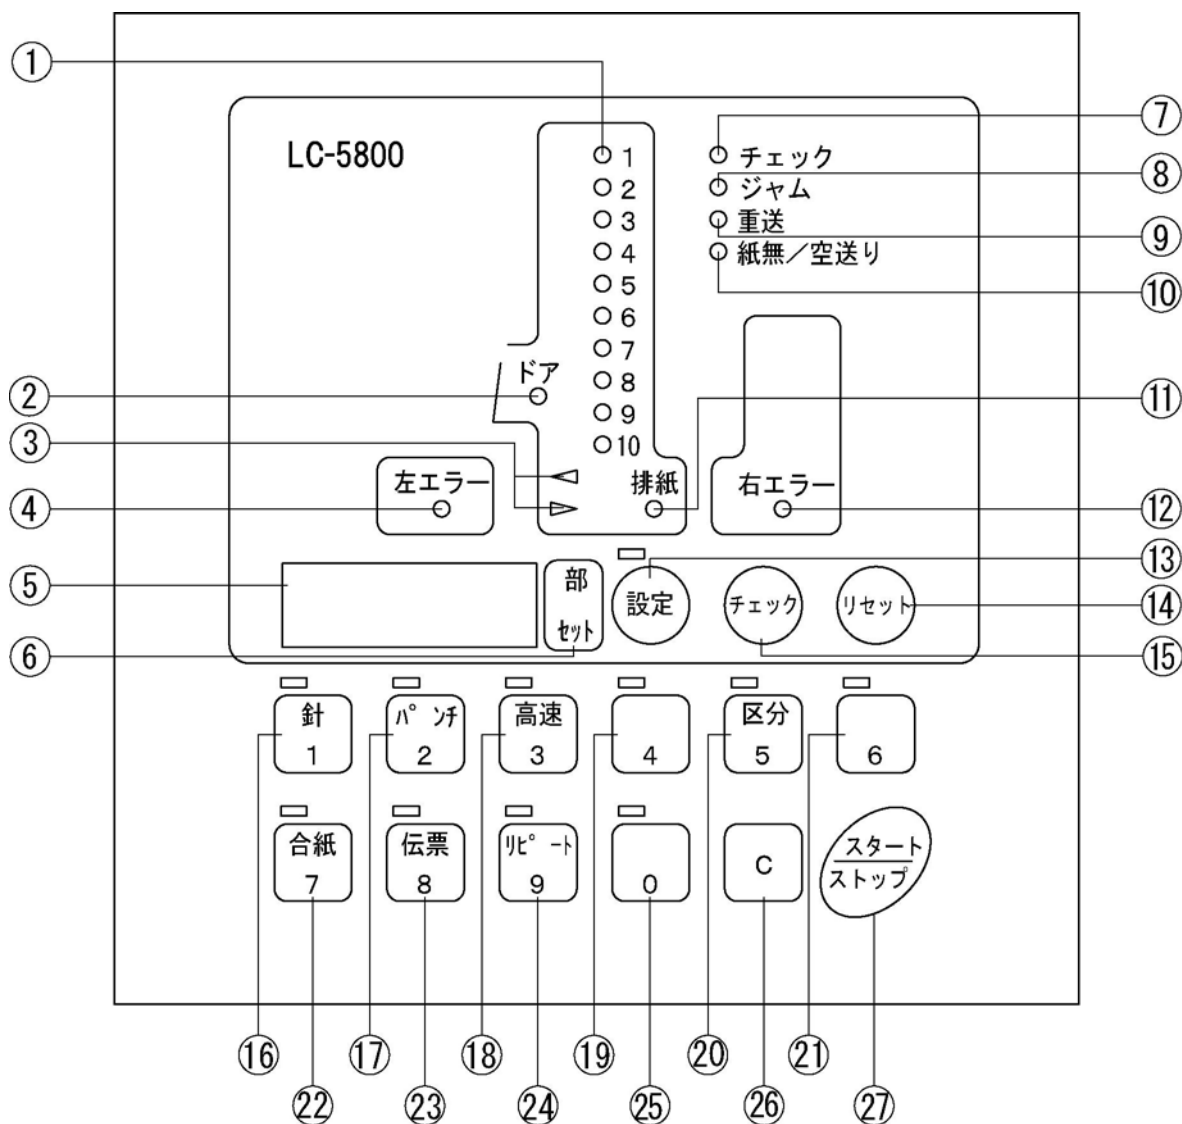 ①
LC-5800
1
2
3
4
5
6
7
8
9
10
チェック
ジャム
重送
紙無／空送り
⑦
⑧
⑨
⑩
ドア
②
③
③
④
左エラー
排紙
右エラー
⑪
⑫
⑤
⑥
部
セット
設定
チェック
リセット
⑬
⑭
⑮
針
1
パンチ
2
高速
3
4
区分
5
6
合紙
7
伝票
8
リピート
9
0
C
スタート
ストップ
⑯
⑰
⑱
⑲
⑳
㉑
㉒
㉓
㉔
㉕
㉖
㉗